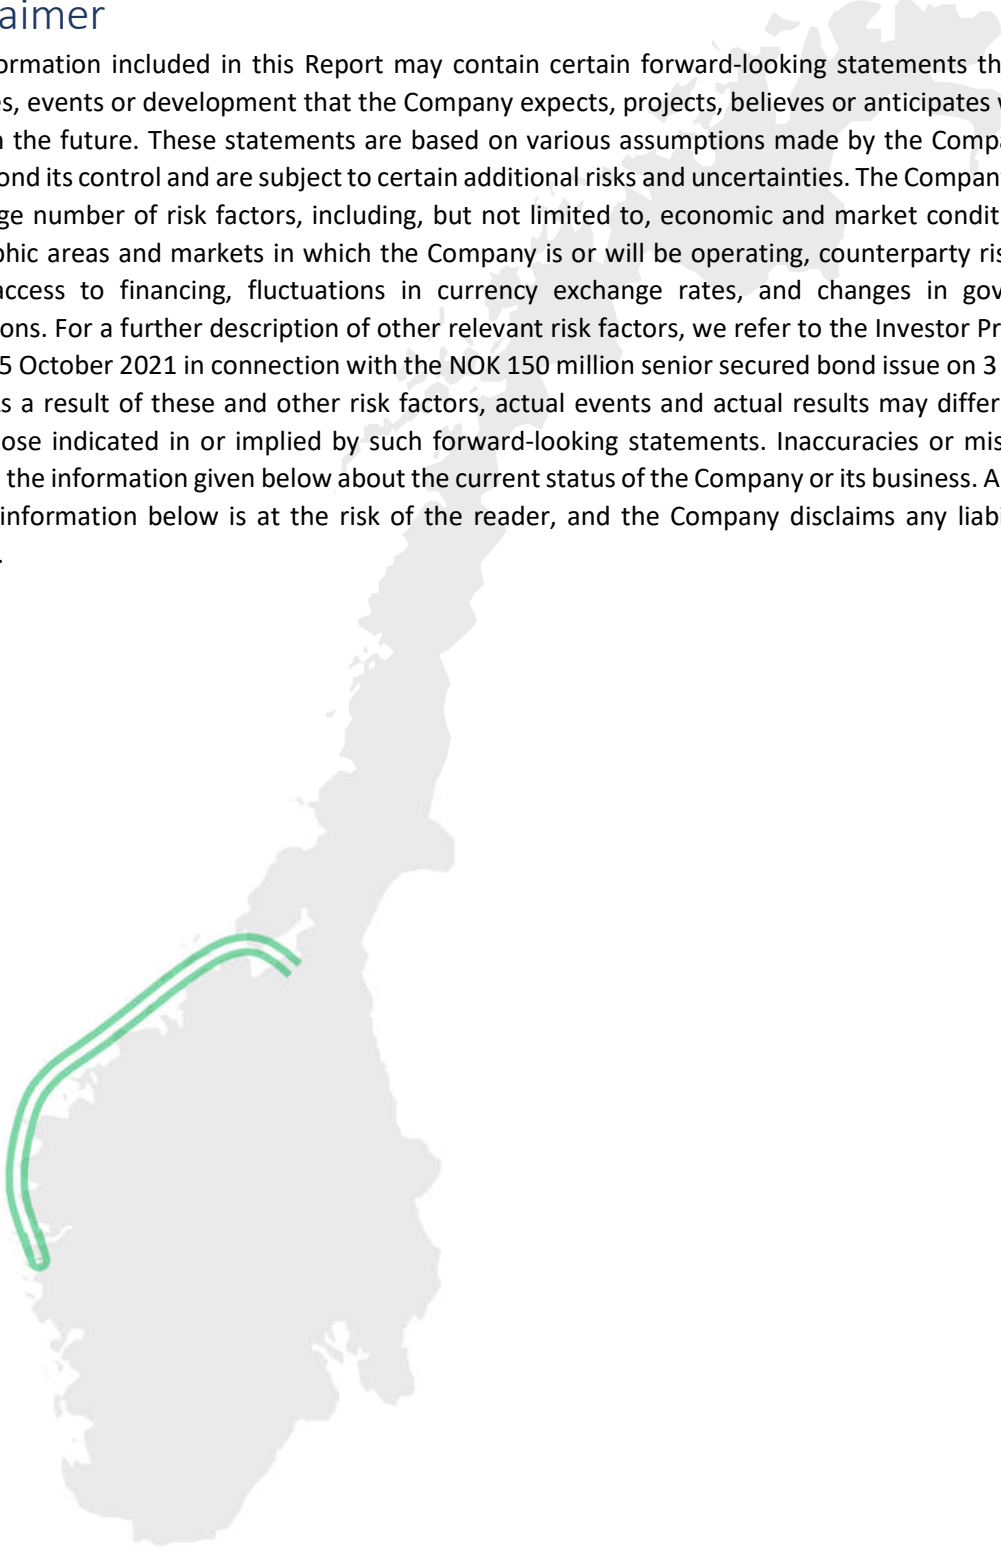 aimer
ormation included in this Report may contain certain forward-looking statements th
es, events or development that the Company expects, projects, believes or anticipates
n the future. These statements are based on various assumptions made by the Compa
ond its control and are subject to certain additional risks and uncertainties. The Compan
ge number of risk factors, including, but not limited to, economic and market conditi
phic areas and markets in which the Company is or will be operating, counterparty ris
access to financing, fluctuations in currency exchange rates, and changes in gov
ons. For a further description of other relevant risk factors, we refer to the Investor Pr
5 October 2021 in connection with the NOK 150 million senior secured bond issue on 3
s a result of these and other risk factors, actual events and actual results may differ
ose indicated in or implied by such forward-looking statements. Inaccuracies or mis
the information given below about the current status of the Company or its business. A
information below is at the risk of the reader, and the Company disclaims any liabi
.